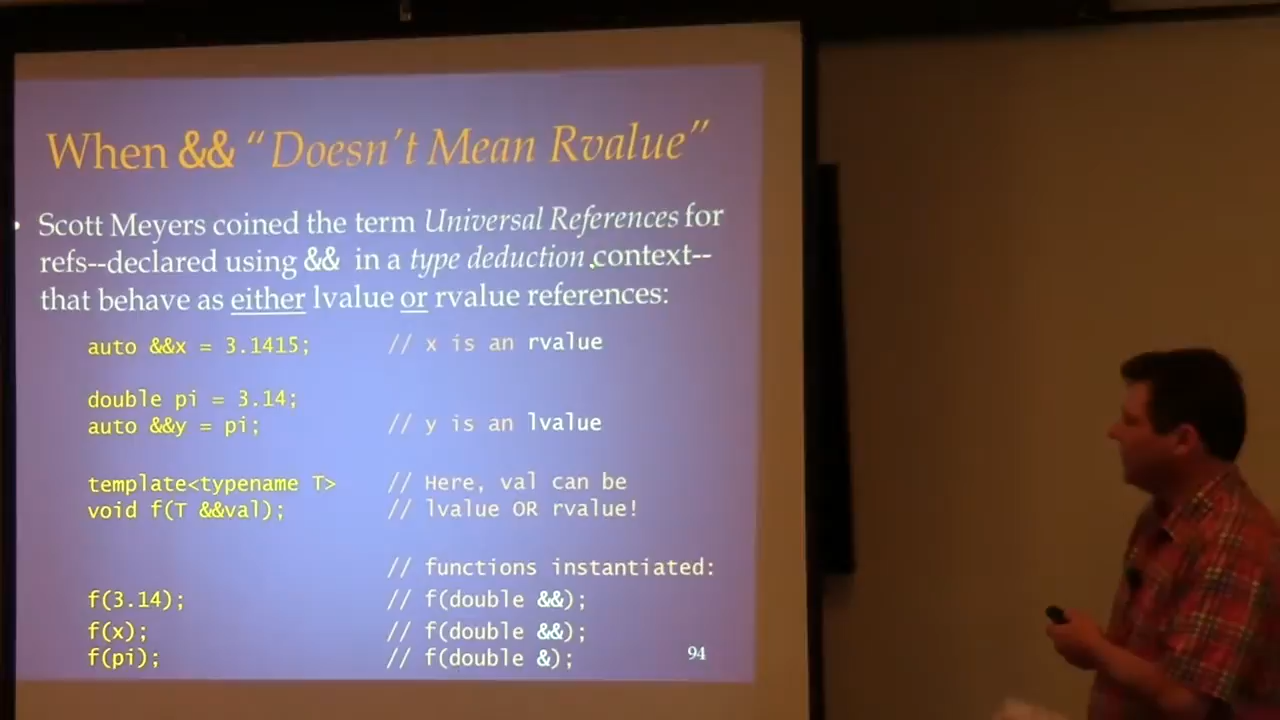 When && “Doesn’t Mean Rvalue”
• Scott Meyers coined the term Universal References for
refs--declared using && in a type deduction context--
that behave as either lvalue or rvalue references:
auto &&x = 3.1415; // x is an rvalue
double pi = 3.14;
auto &&y = pi; // y is an lvalue
template<typename T> // Here, val can be
void f(T &&val); // lvalue OR rvalue!
// functions instantiated:
f(3.14); // f(double &&);
f(x); // f(double &&);
f(pi); // f(double &);
94